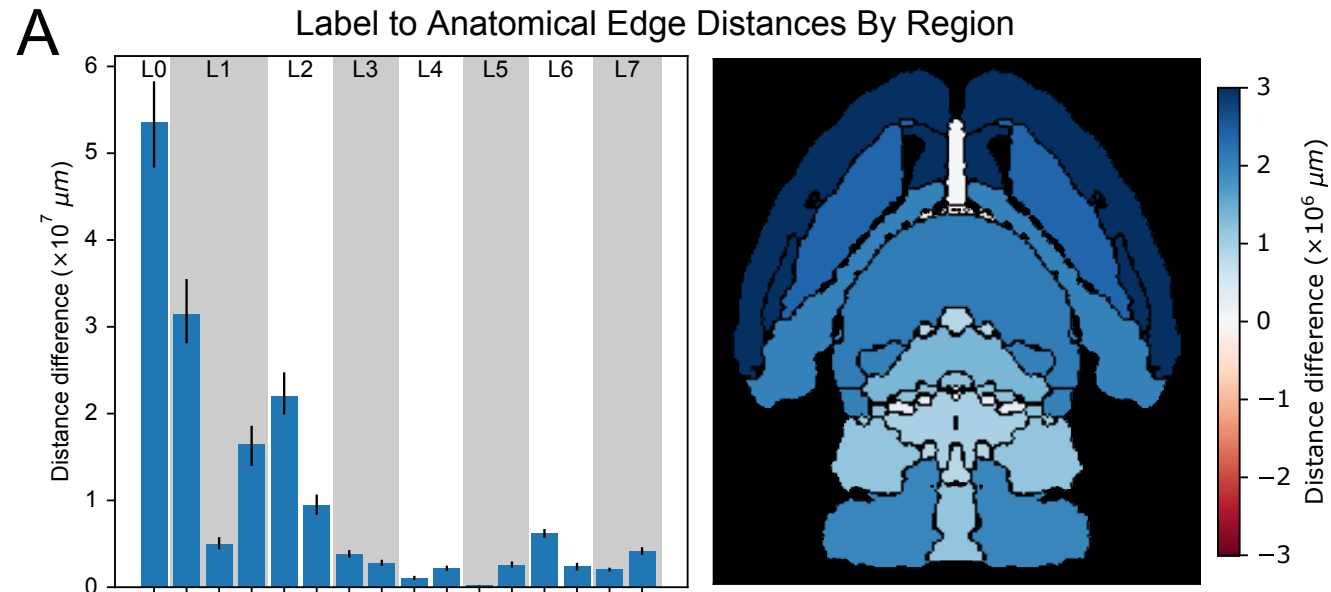 A
Label to Anatomical Edge Distances By Region
L0 L1 L2 L3 L4 L5 L6 L7
6
5
4
3
2
1
0
Distance difference (×10⁷ μm)
3
2
1
0
−1
−2
−3
Distance difference (×10⁶ μm)